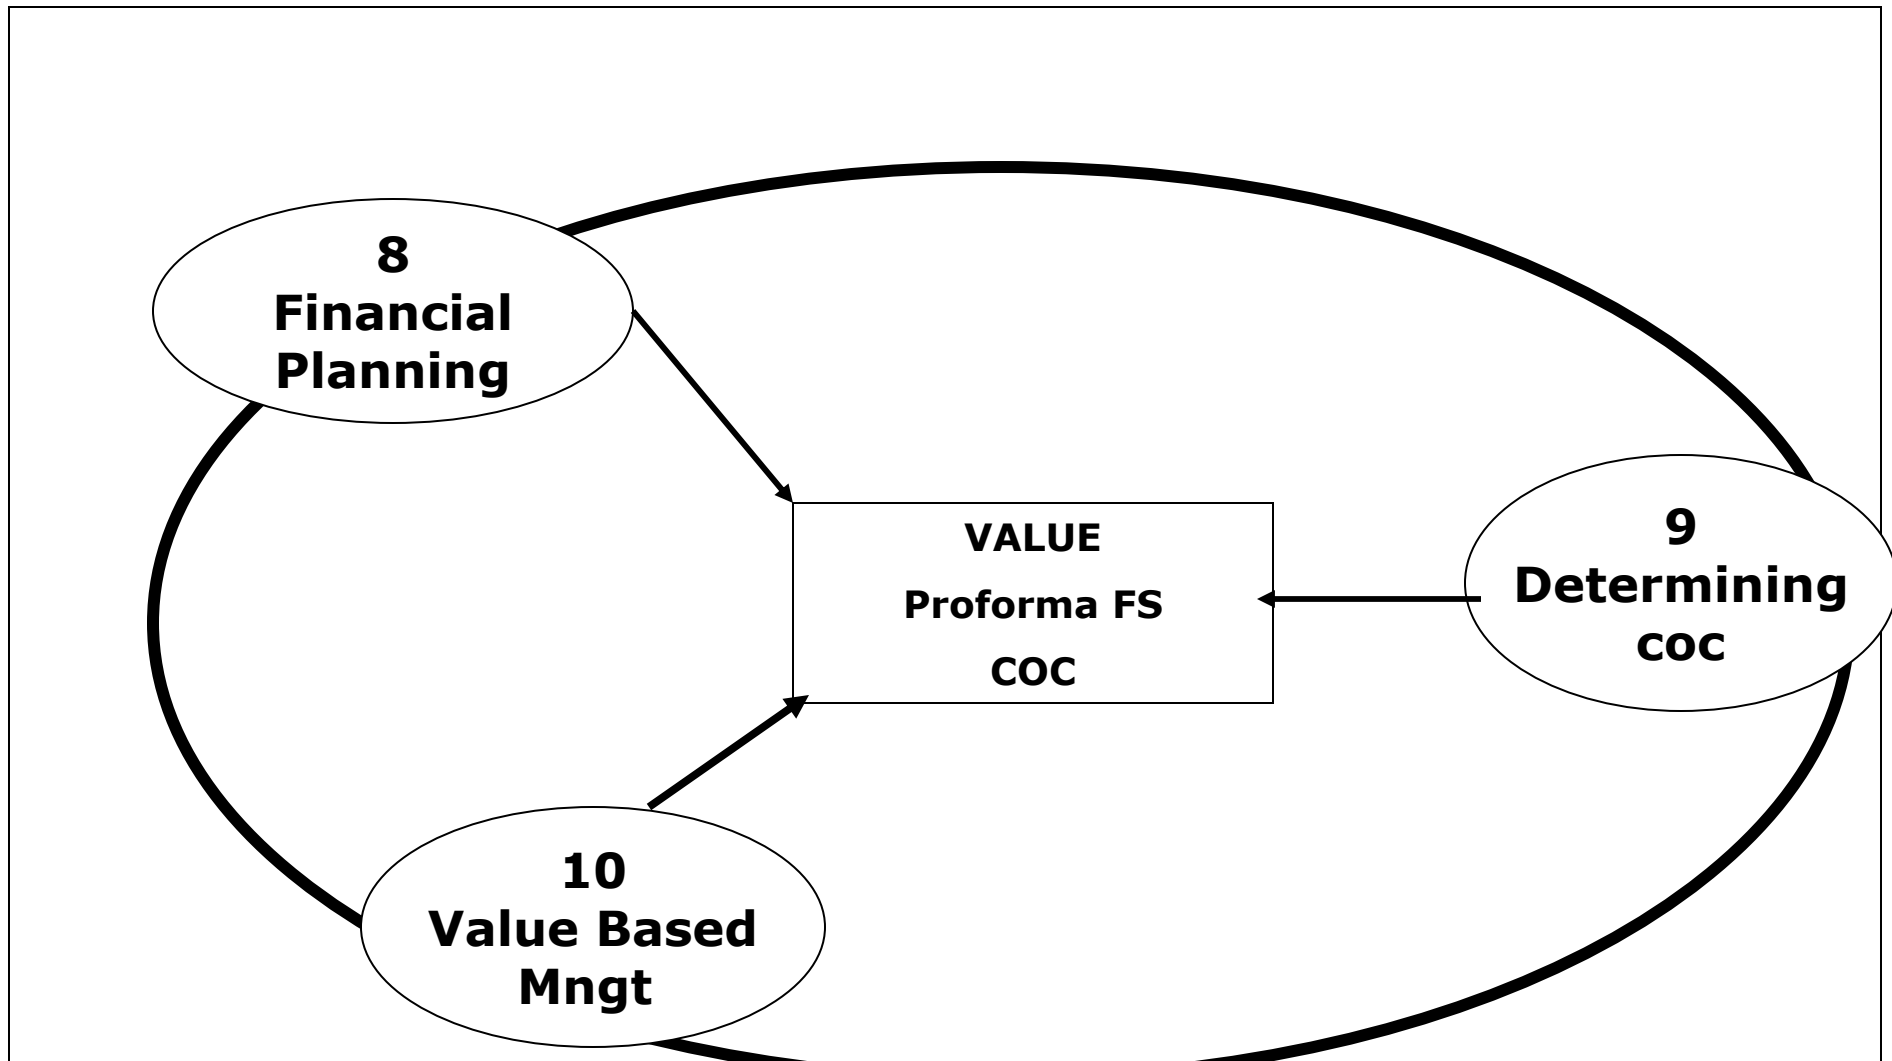 8
Financial
Planning
VALUE
Proforma FS
COC
9
Determining
coc
10
Value Based
Mngt